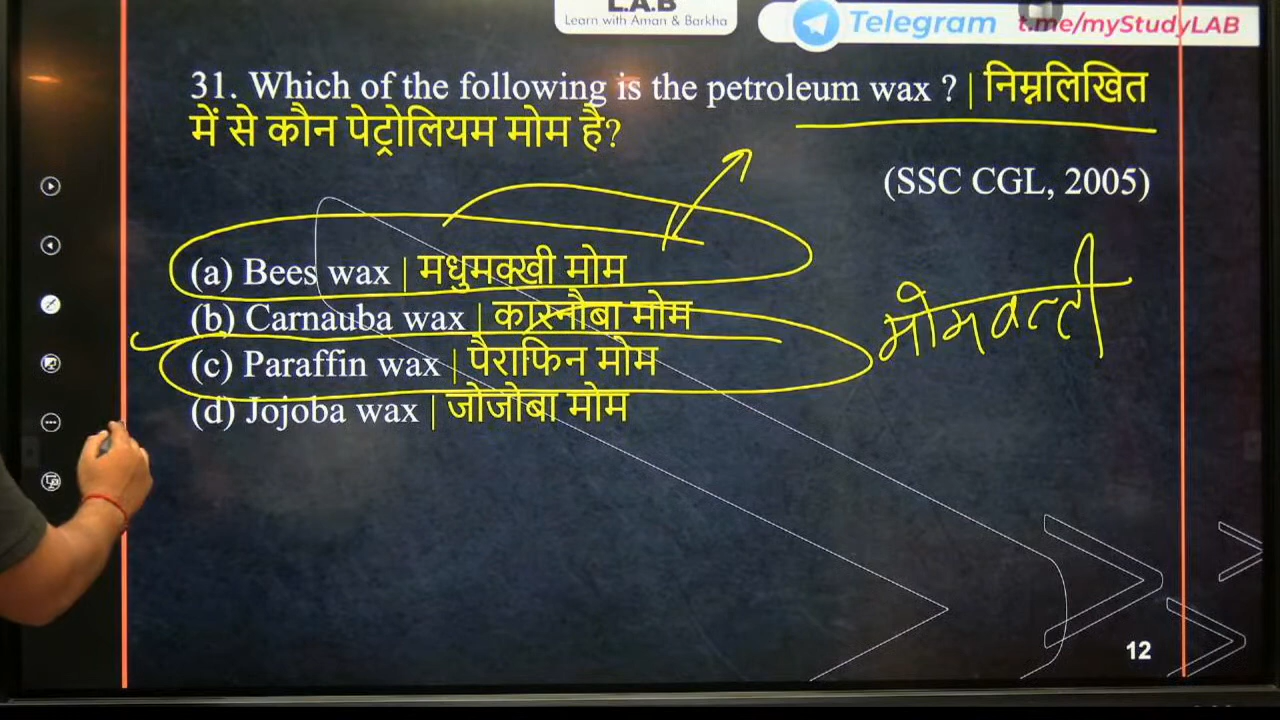 L.A.B
Learn with Aman & Barkha
Telegram t.me/myStudyLAB
31. Which of the following is the petroleum wax ? | निम्नलिखित
में से कौन पेट्रोलियम मोम है?
(SSC CGL, 2005)
(a) Bees wax | मधुमक्खी मोम
(b) Carnauba wax | कारनौबा मोम
(c) Paraffin wax | पैराफिन मोम
(d) Jojoba wax | जोजोबा मोम
मोमबत्ती
12